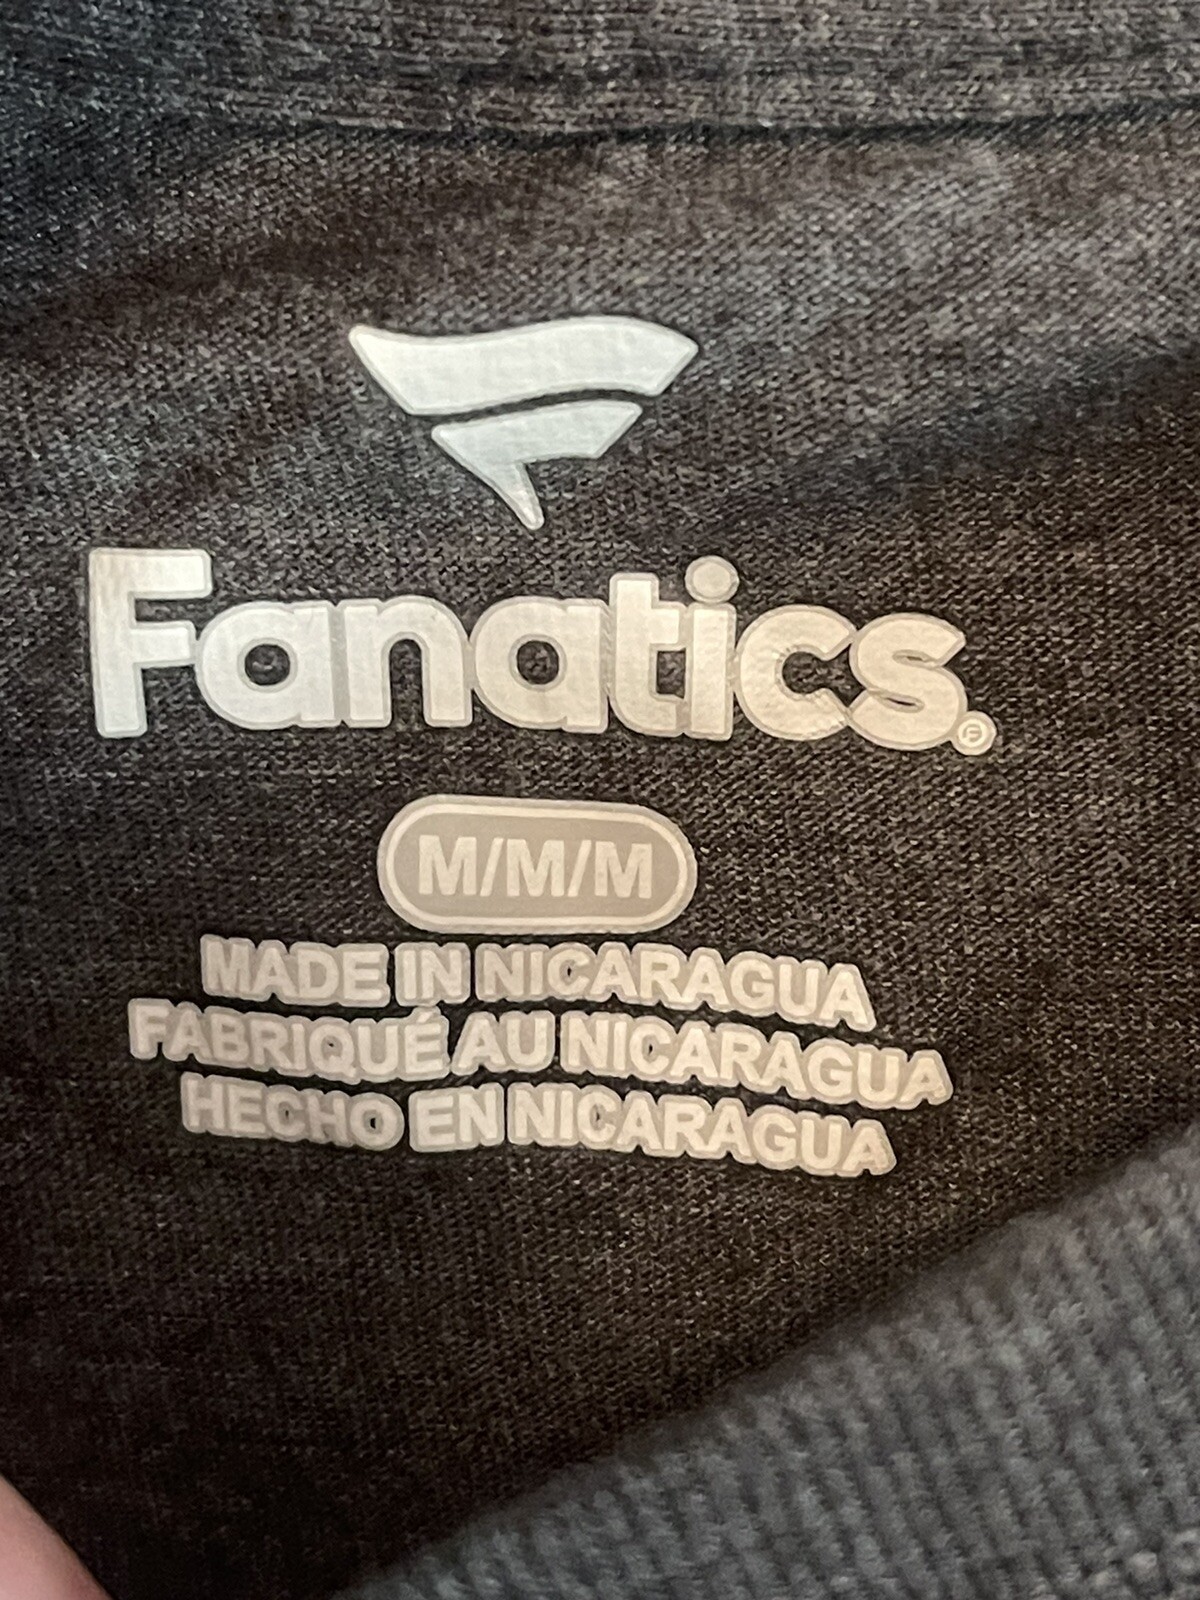 Fanatics®
M/M/M
MADE IN NICARAGUA
FABRIQUÉ AU NICARAGUA
HECHO EN NICARAGUA